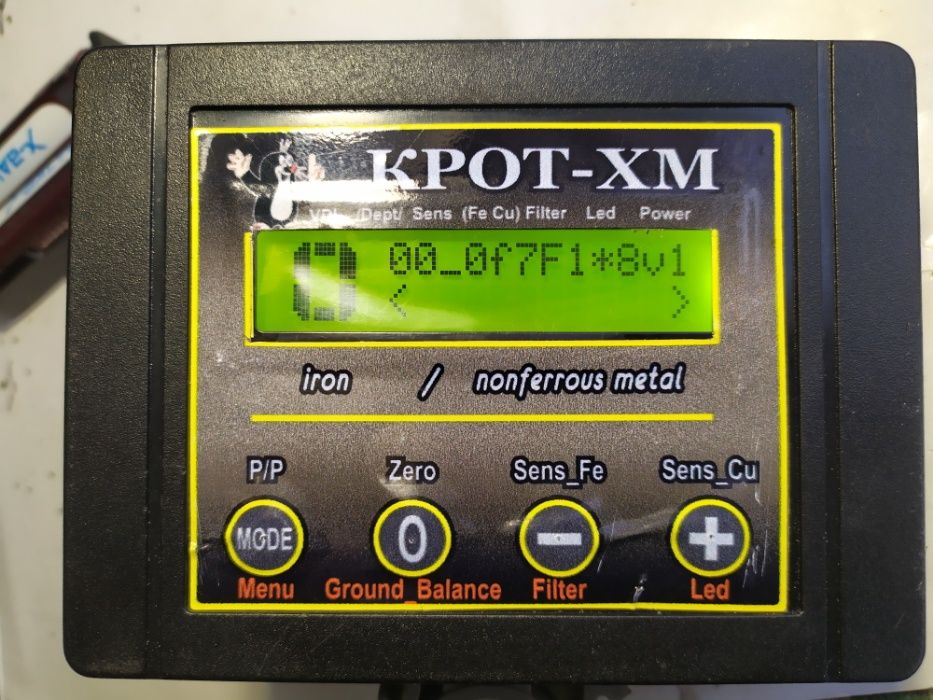 КРОТ-ХМ
/Dept/ Sens (Fe Cu) Filter Led Power
00_0f7F1*8v1
< >
iron / nonferrous metal
P/P Zero Sens_Fe Sens_Cu
MODE 0 - +
Menu Ground_Balance Filter Led